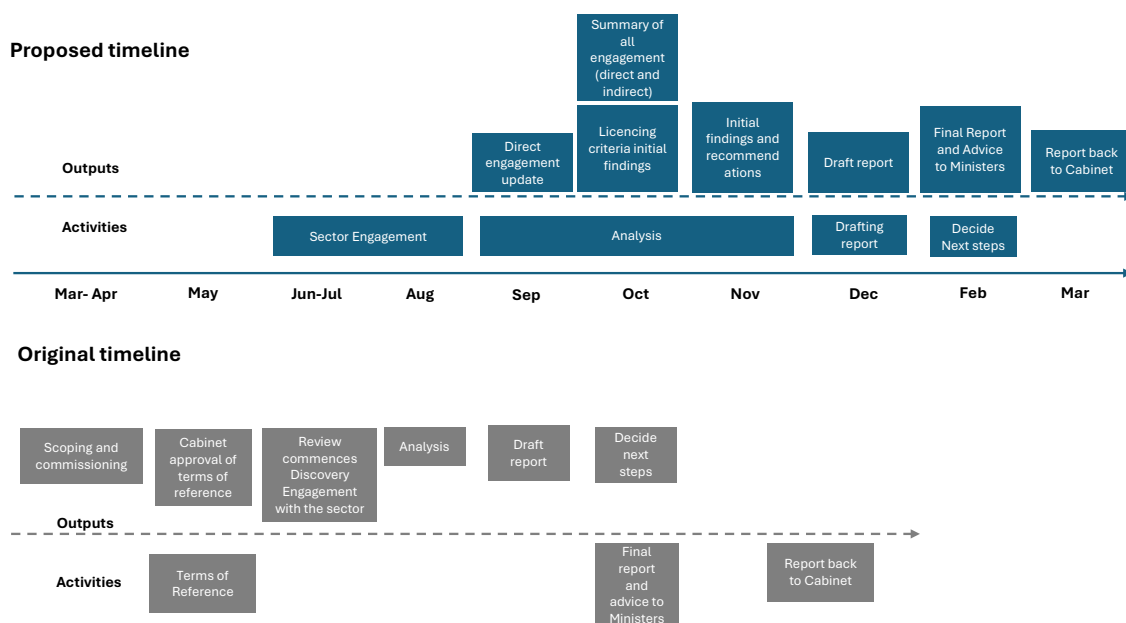 Proposed timeline
Summary of
all
engagement
(direct and
indirect)
Outputs
Direct
engagement
update
Licencing
criteria initial
findings
Initial
findings and
recommend
ations
Draft report
Final Report
and Advice
to Ministers
Report back
to Cabinet
Activities
Sector Engagement
Analysis
Drafting
report
Decide
Next steps
Mar- Apr
May
Jun-Jul
Aug
Sep
Oct
Nov
Dec
Feb
Mar
Original timeline
Scoping and
commissioning
Cabinet
approval of
terms of
reference
Review
commences
Discovery
Engagement
with the sector
Analysis
Draft
report
Decide
next
steps
Outputs
Activities
Terms of
Reference
Final
report
and
advice to
Ministers
Report back
to Cabinet